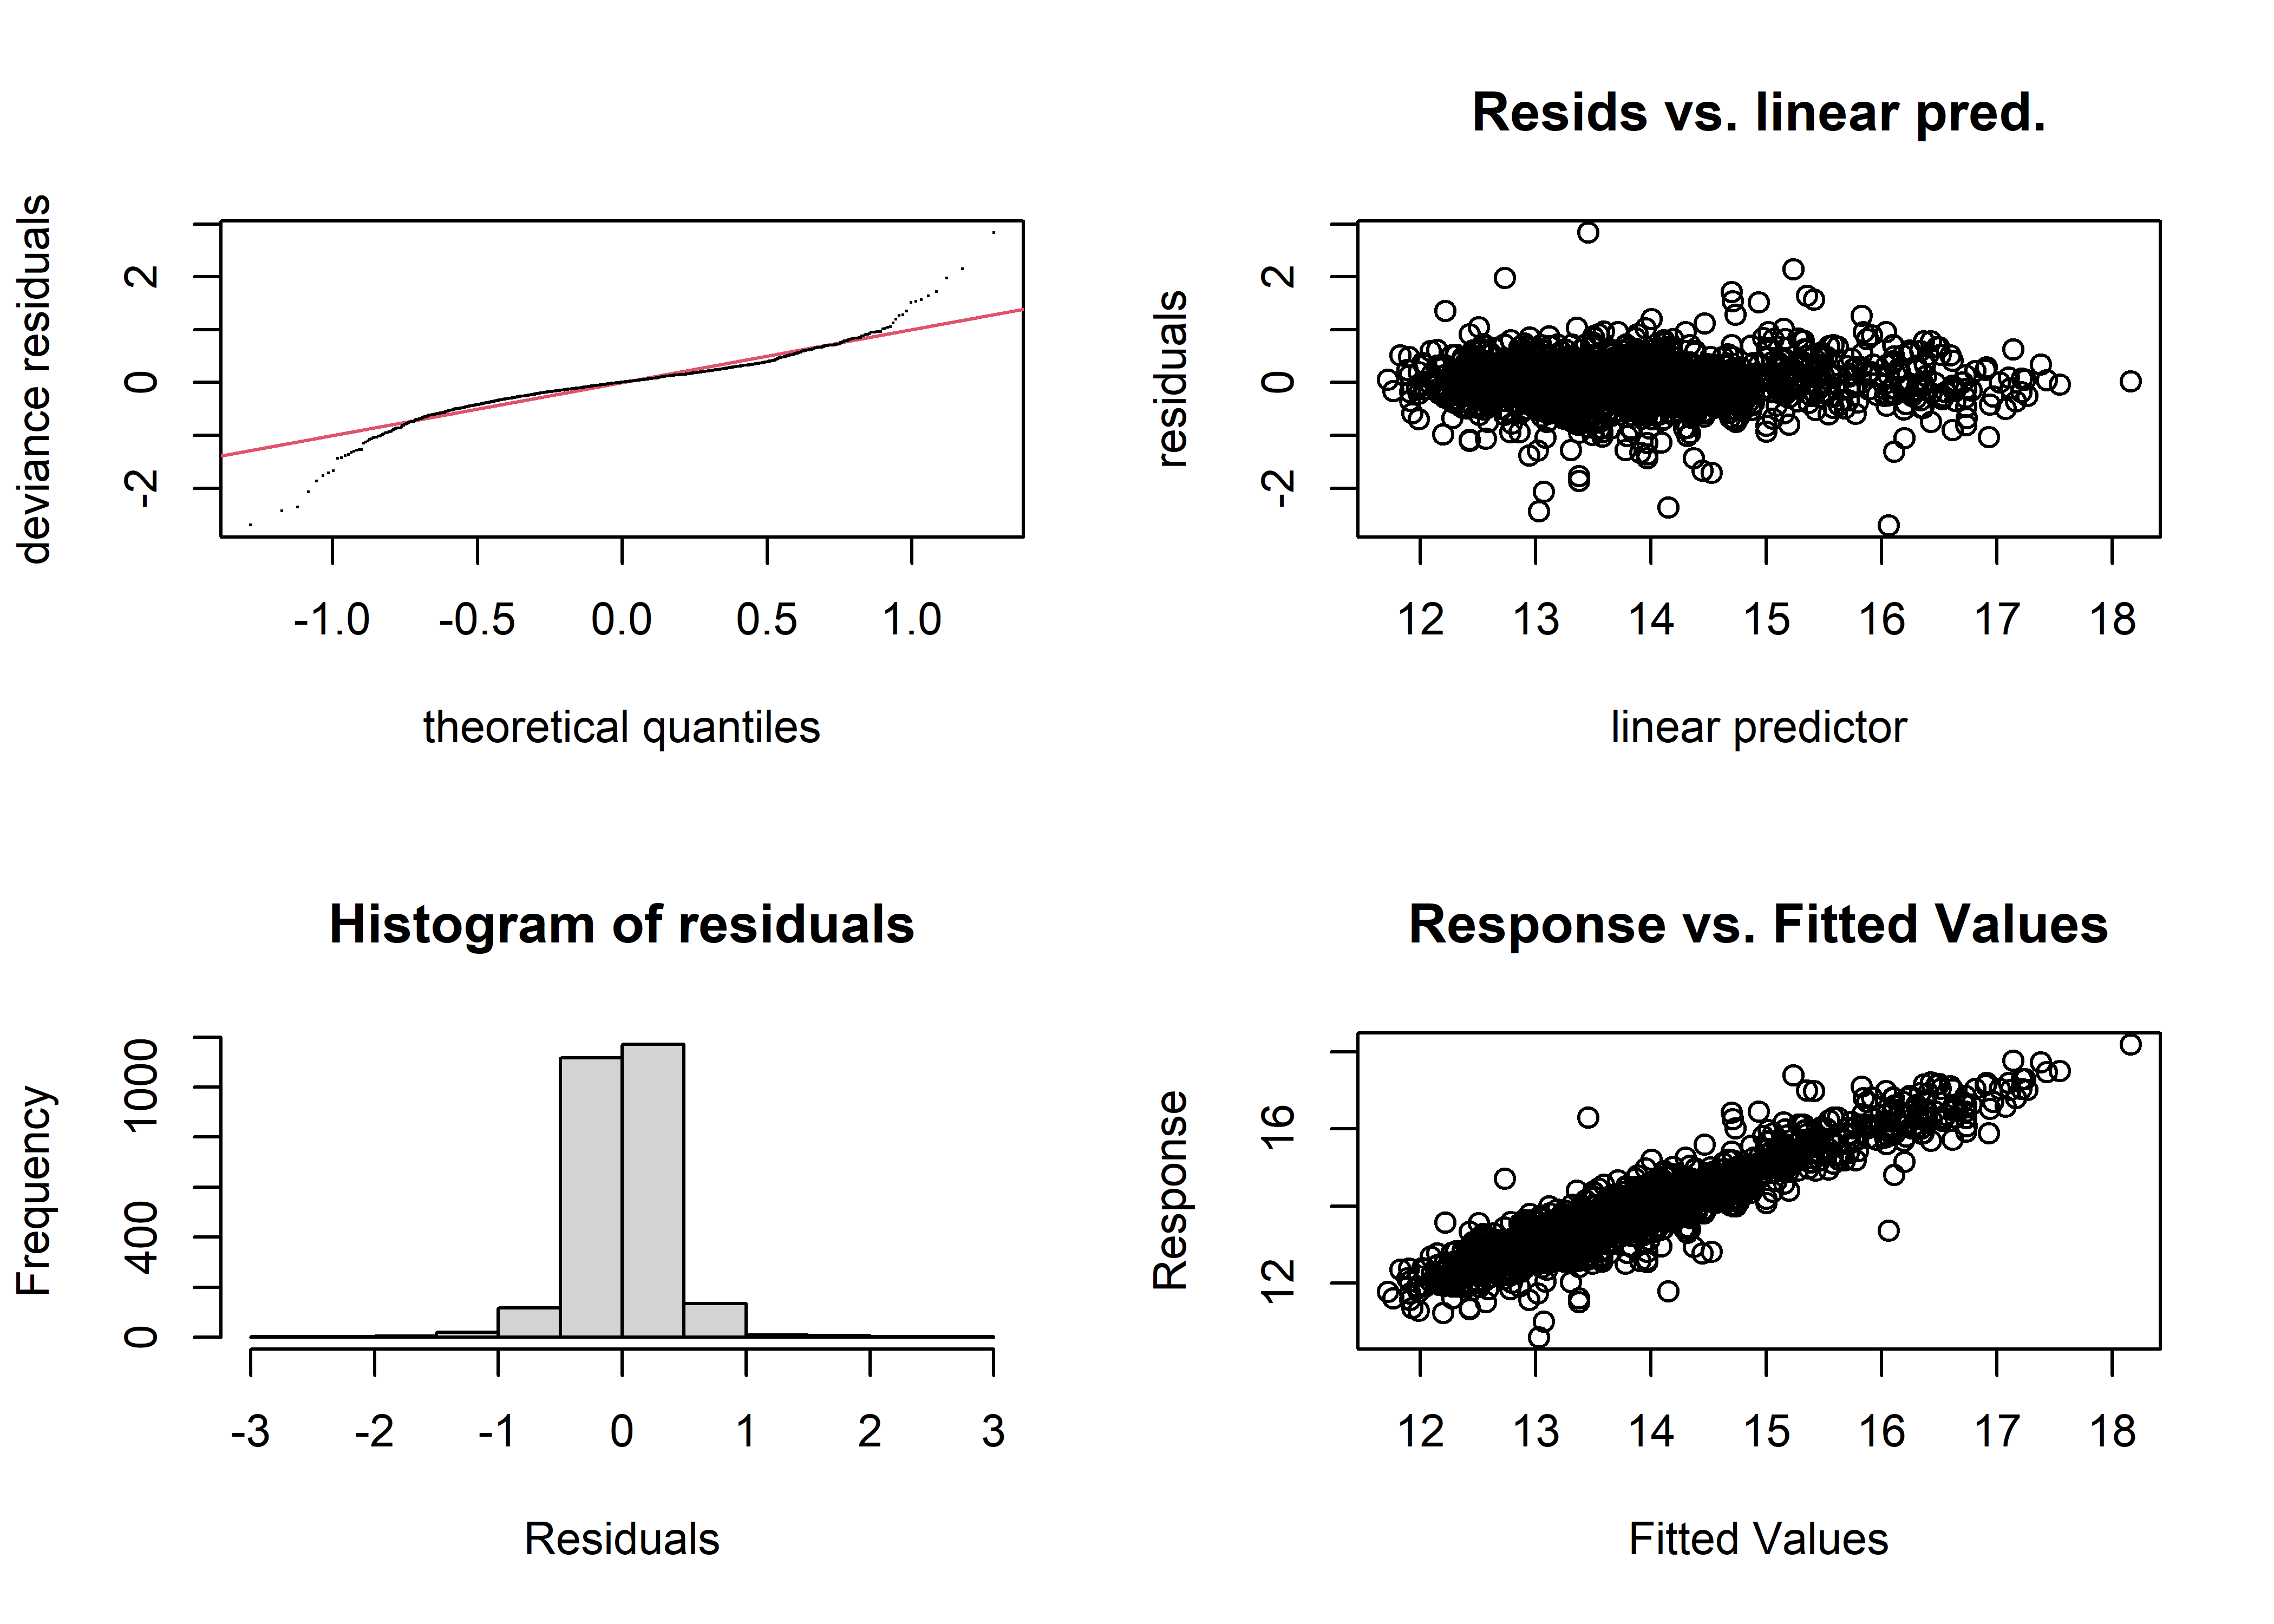 deviance residuals
-2 0 2
-1.0 -0.5 0.0 0.5 1.0
theoretical quantiles
Resids vs. linear pred.
residuals
-2 0 2
12 13 14 15 16 17 18
linear predictor
Histogram of residuals
Frequency
0 400 1000
-3 -2 -1 0 1 2 3
Residuals
Response vs. Fitted Values
Response
12 16
12 13 14 15 16 17 18
Fitted Values